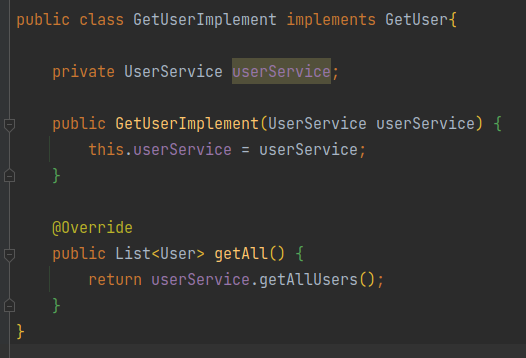 public class GetUserImplement implements GetUser{
private UserService userService;
public GetUserImplement(UserService userService) {
this.userService = userService;
}
@Override
public List<User> getAll() {
return userService.getAllUsers();
}
}